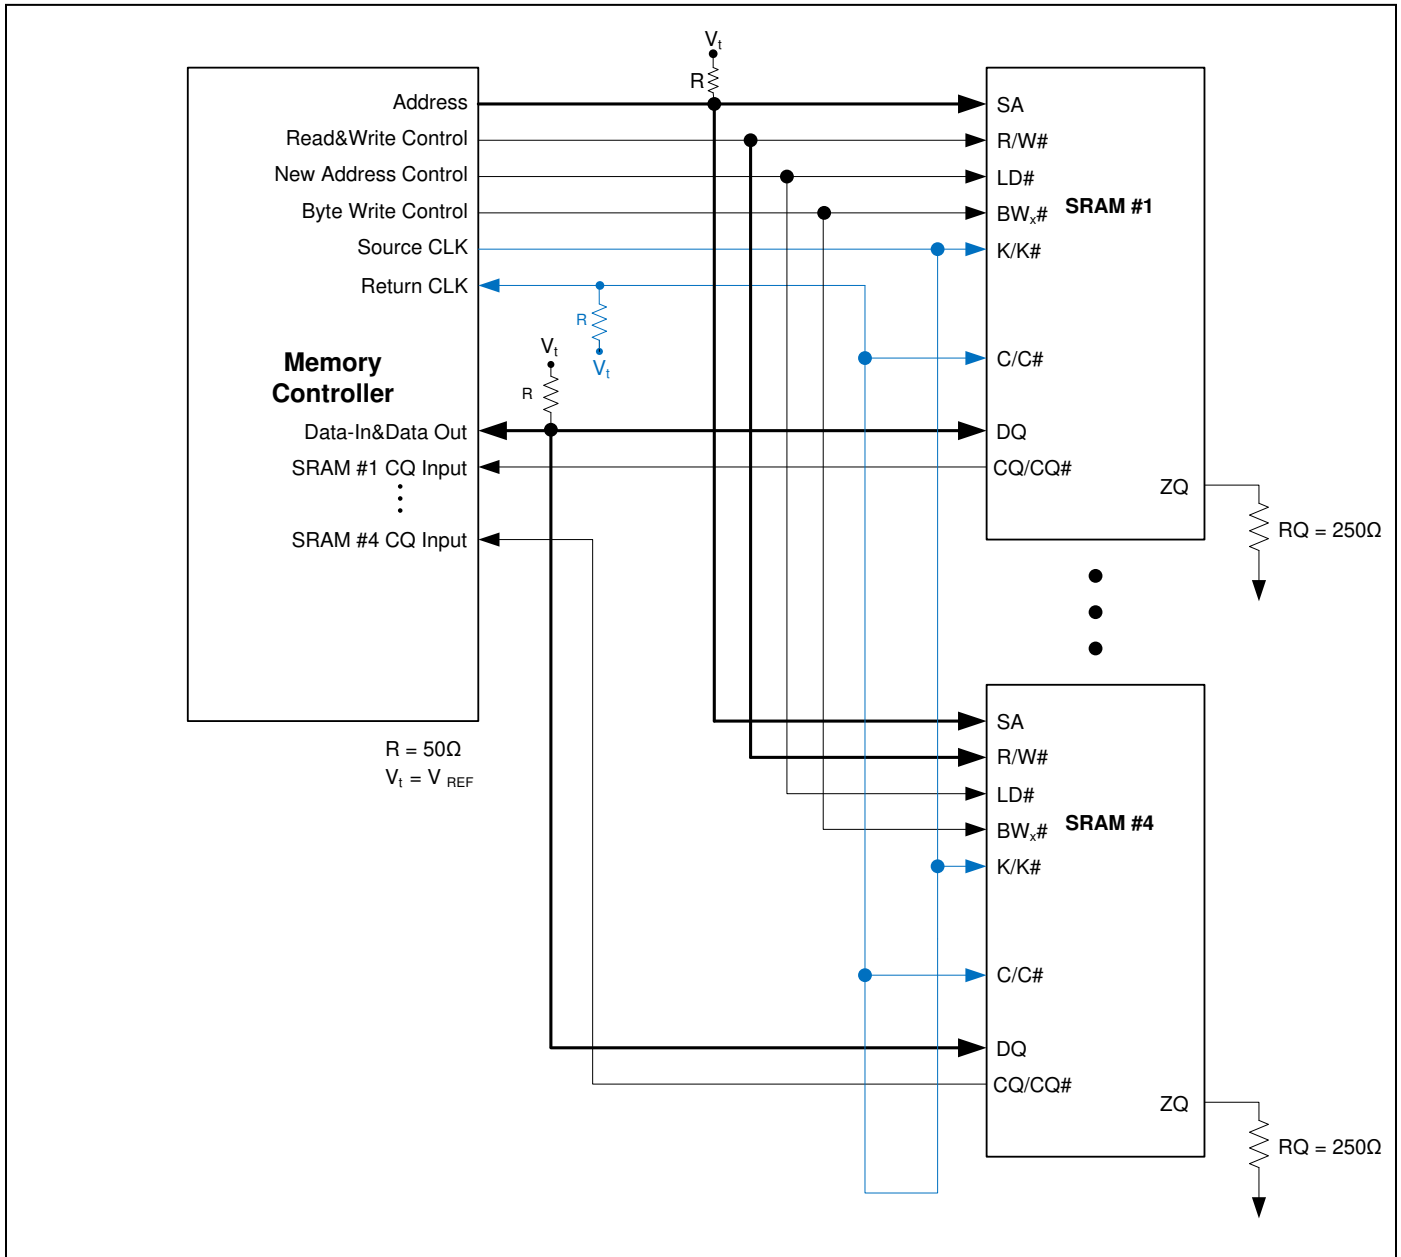 Vt
R
Address
Read&Write Control
New Address Control
Byte Write Control
Source CLK
Return CLK
Memory
Controller
Data-In&Data Out
SRAM #1 CQ Input
SRAM #4 CQ Input
R
Vt
Vt
R
SA
R/W#
LD#
BWx#
SRAM #1
K/K#
C/C#
DQ
CQ/CQ#
ZQ
RQ = 250Ω
R = 50Ω
Vt = V REF
SA
R/W#
LD#
BWx#
SRAM #4
K/K#
C/C#
DQ
CQ/CQ#
ZQ
RQ = 250Ω